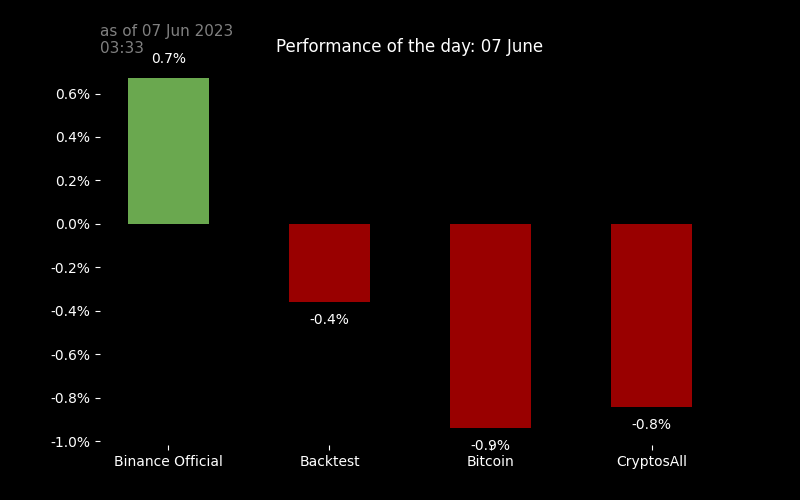 as of 07 Jun 2023
03:33
Performance of the day: 07 June
0.7%
0.6%
0.4%
0.2%
0.0%
-0.2%
-0.4%
-0.6%
-0.8%
-1.0%
-0.4%
-0.9%
-0.8%
Binance Official
Backtest
Bitcoin
CryptosAll